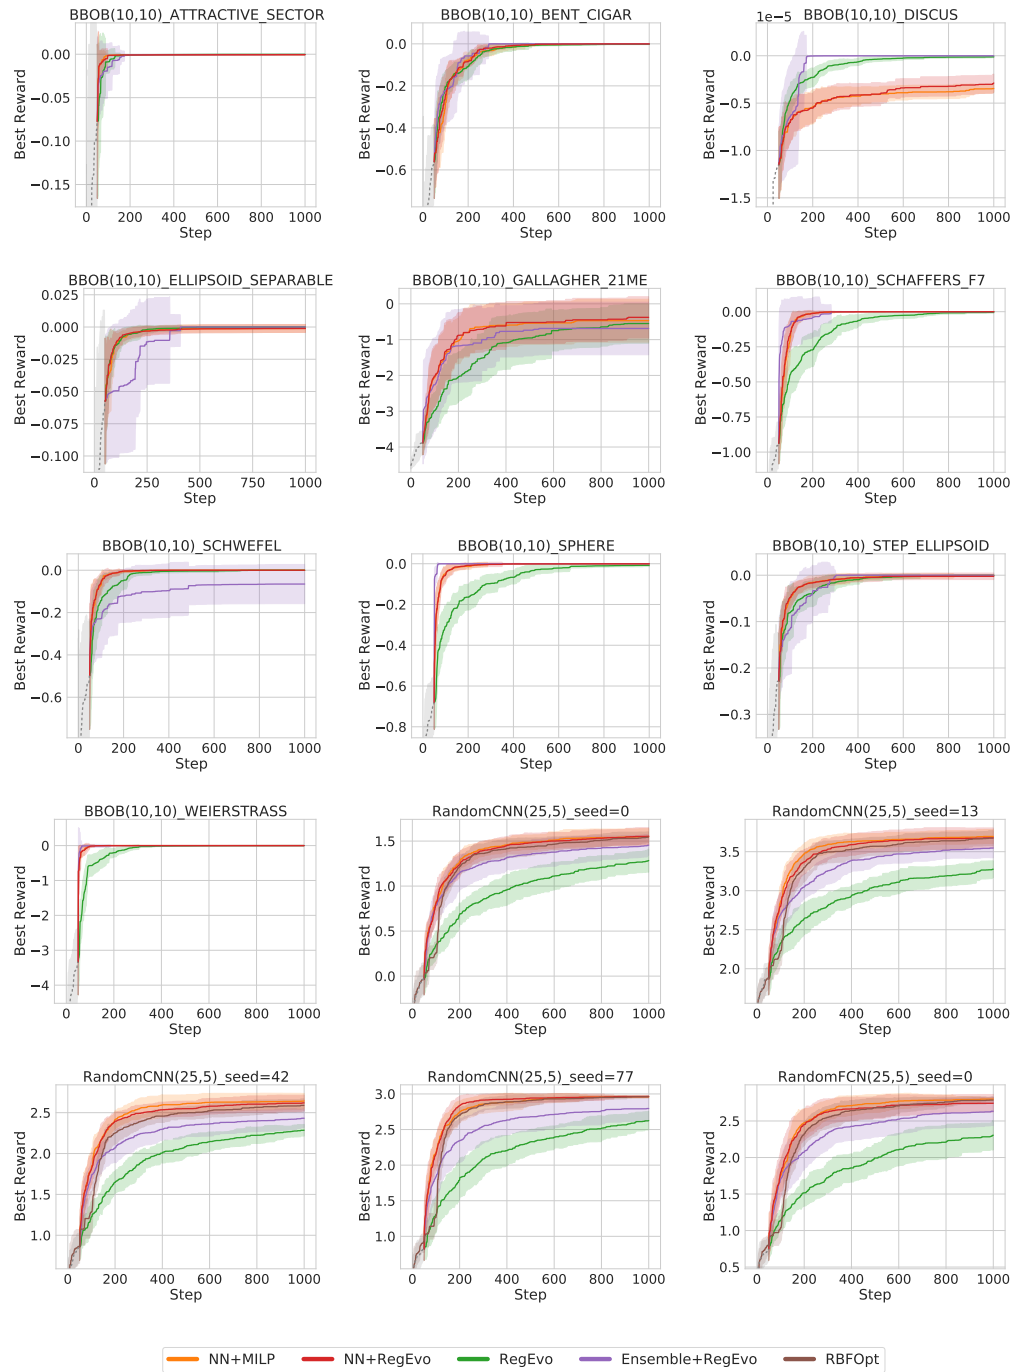 BBOB(10,10)_ATTRACTIVE_SECTOR
0.00
−0.05
−0.10
−0.15
Best Reward
0 200 400 600 800 1000
Step
BBOB(10,10)_BENT_CIGAR
0.0
−0.2
−0.4
−0.6
Best Reward
0 200 400 600 800 1000
Step
1e−5 BBOB(10,10)_DISCUS
0.0
−0.5
−1.0
−1.5
Best Reward
0 200 400 600 800 1000
Step
BBOB(10,10)_ELLIPSOID_SEPARABLE
0.025
0.000
−0.025
−0.050
−0.075
−0.100
Best Reward
0 250 500 750 1000
Step
BBOB(10,10)_GALLAGHER_21ME
0
−1
−2
−3
−4
Best Reward
0 200 400 600 800 1000
Step
BBOB(10,10)_SCHAFFERS_F7
0.00
−0.25
−0.50
−0.75
−1.00
Best Reward
0 200 400 600 800 1000
Step
BBOB(10,10)_SCHWEFEL
0.0
−0.2
−0.4
−0.6
Best Reward
0 200 400 600 800 1000
Step
BBOB(10,10)_SPHERE
0.0
−0.2
−0.4
−0.6
−0.8
Best Reward
0 200 400 600 800 1000
Step
BBOB(10,10)_STEP_ELLIPSOID
0.0
−0.1
−0.2
−0.3
Best Reward
0 200 400 600 800 1000
Step
BBOB(10,10)_WEIERSTRASS
0
−1
−2
−3
−4
Best Reward
0 200 400 600 800 1000
Step
RandomCNN(25,5)_seed=0
1.5
1.0
0.5
0.0
Best Reward
0 200 400 600 800 1000
Step
RandomCNN(25,5)_seed=13
3.5
3.0
2.5
2.0
Best Reward
0 200 400 600 800 1000
Step
RandomCNN(25,5)_seed=42
2.5
2.0
1.5
1.0
Best Reward
0 200 400 600 800 1000
Step
RandomCNN(25,5)_seed=77
3.0
2.5
2.0
1.5
1.0
Best Reward
0 200 400 600 800 1000
Step
RandomFCN(25,5)_seed=0
2.5
2.0
1.5
1.0
0.5
Best Reward
0 200 400 600 800 1000
Step
NN+MILP NN+RegEvo RegEvo Ensemble+RegEvo RBFOpt